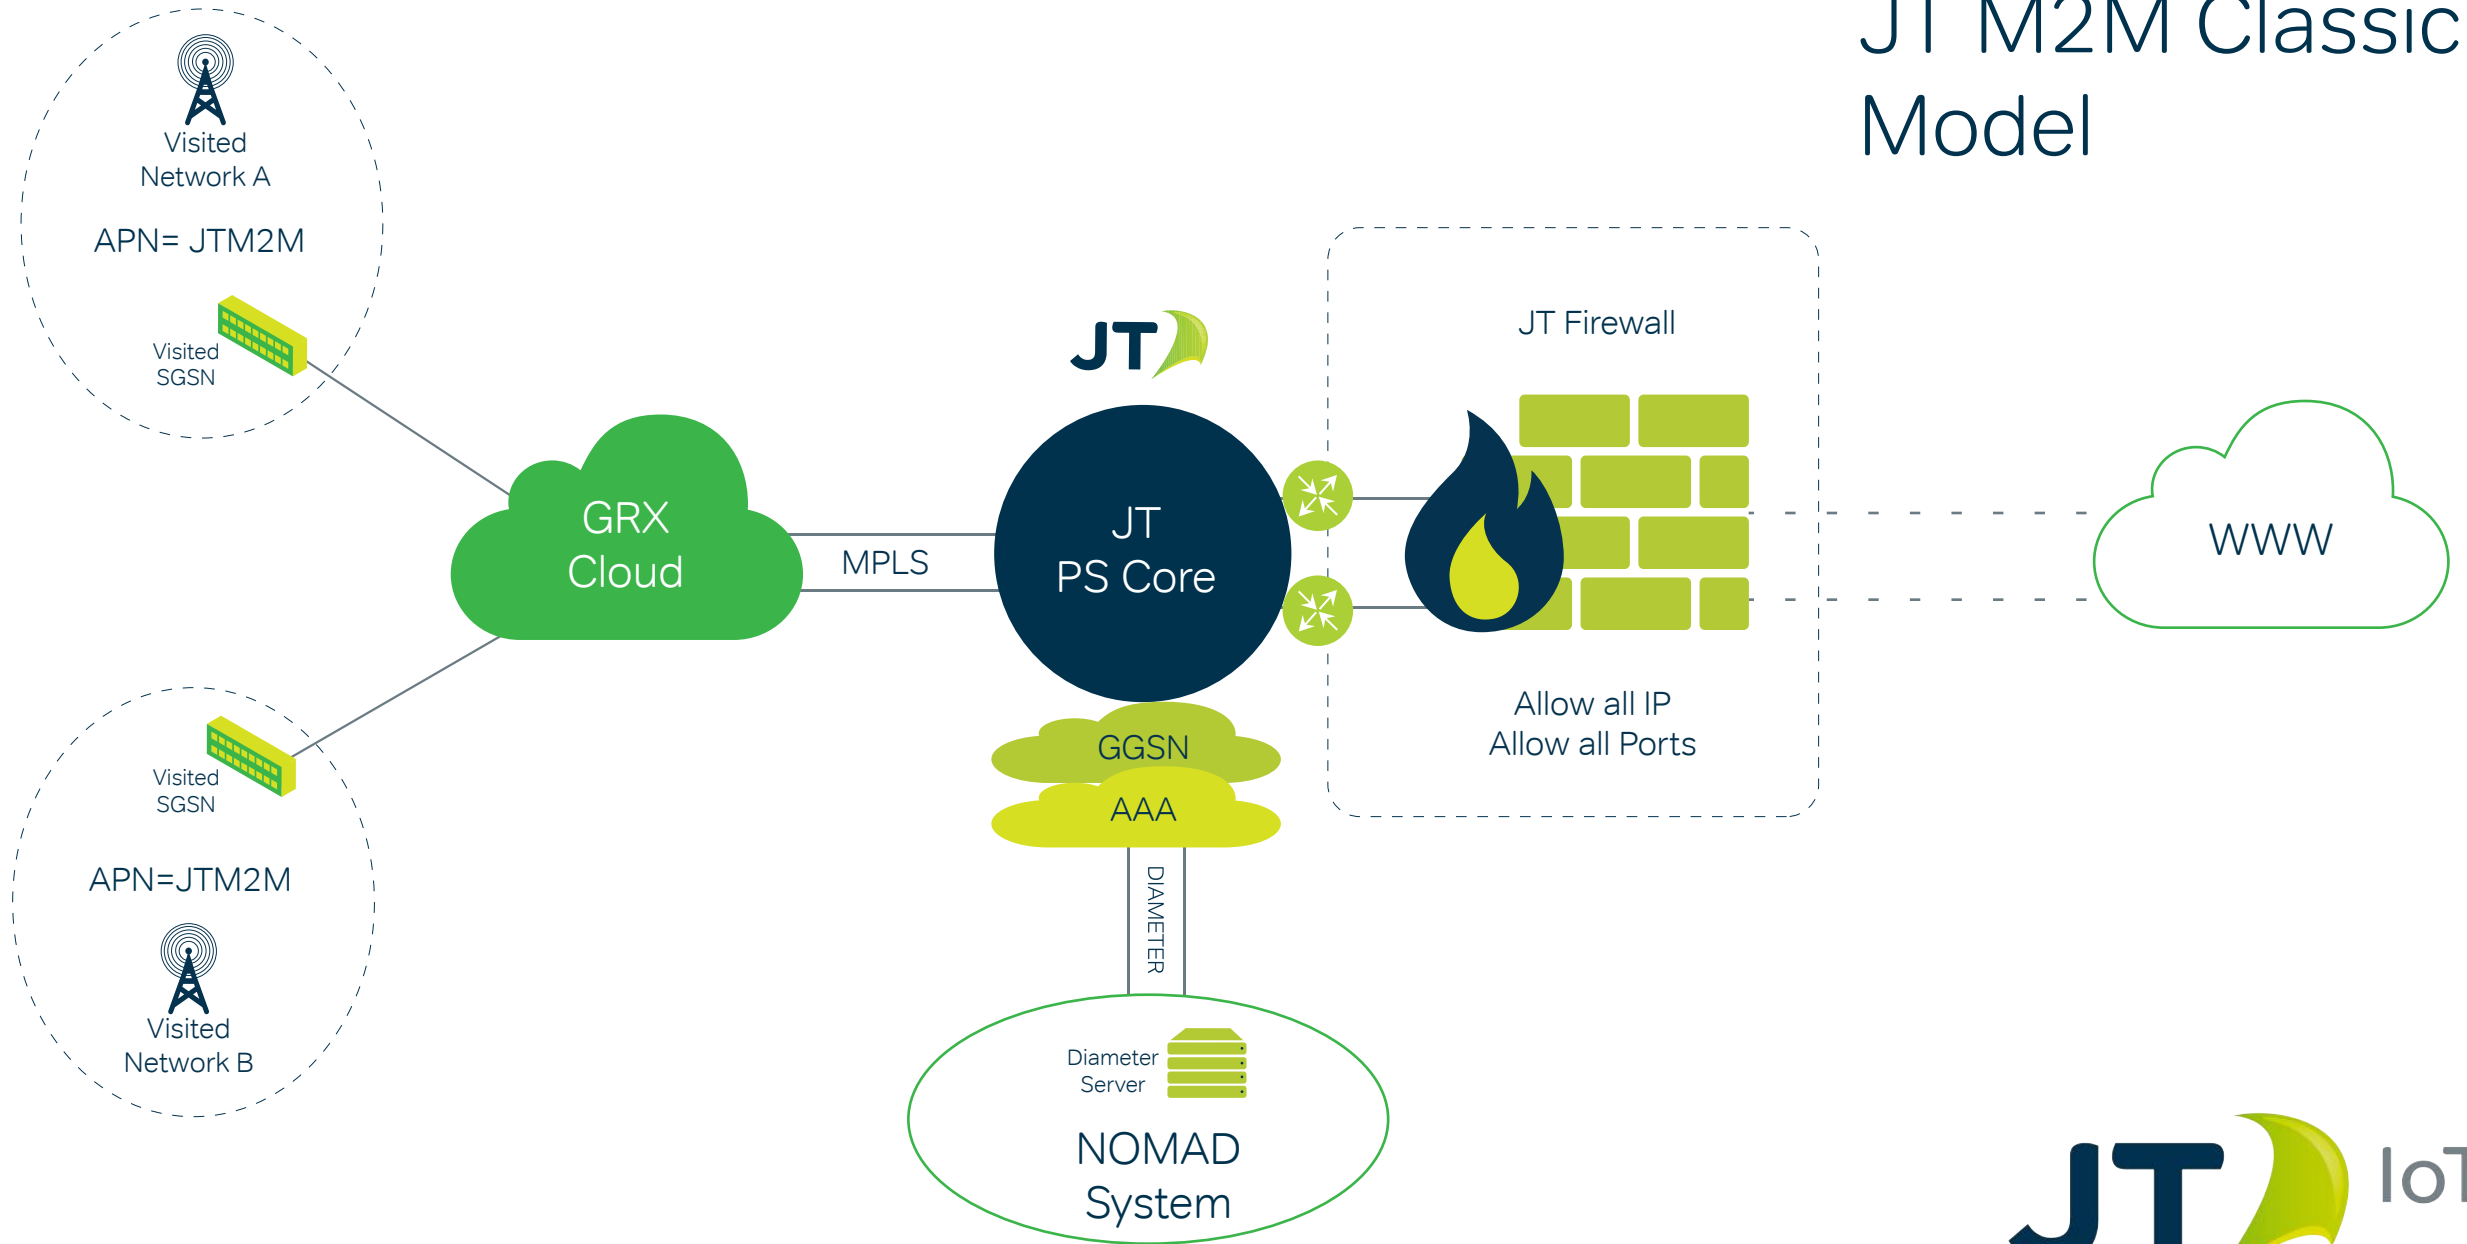 JT M2M Classic
Model
Visited
Network A
APN= JTM2M
Visited
SGSN
GRX
Cloud
MPLS
JT
JT
PS Core
GGSN
AAA
DIAMETER
Diameter
Server
NOMAD
System
JT Firewall
Allow all IP
Allow all Ports
WWW
Visited
SGSN
APN=JTM2M
Visited
Network B
JT IoT